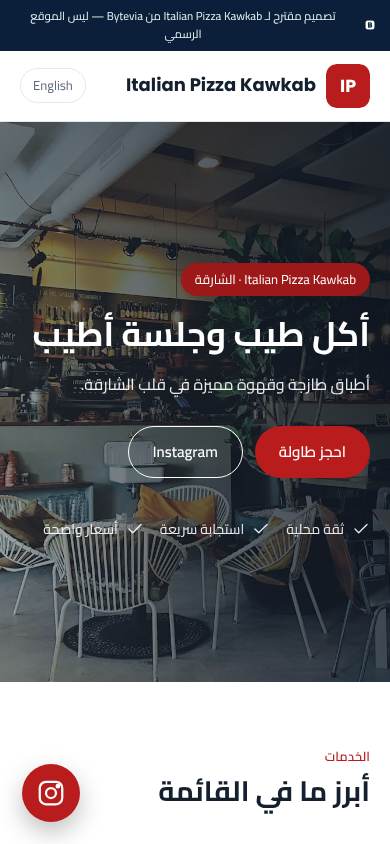 تصميم مقترح لـ Italian Pizza Kawkab من Bytevia — ليس الموقع
الرسمي
B
IP
Italian Pizza Kawkab
English
Italian Pizza Kawkab · الشارقة
أكل طيب وجلسة أطيب
أطباق طازجة وقهوة مميزة في قلب الشارقة.
احجز طاولة
Instagram
ثقة محلية
استجابة سريعة
أسعار واضحة
الخدمات
أبرز ما في القائمة